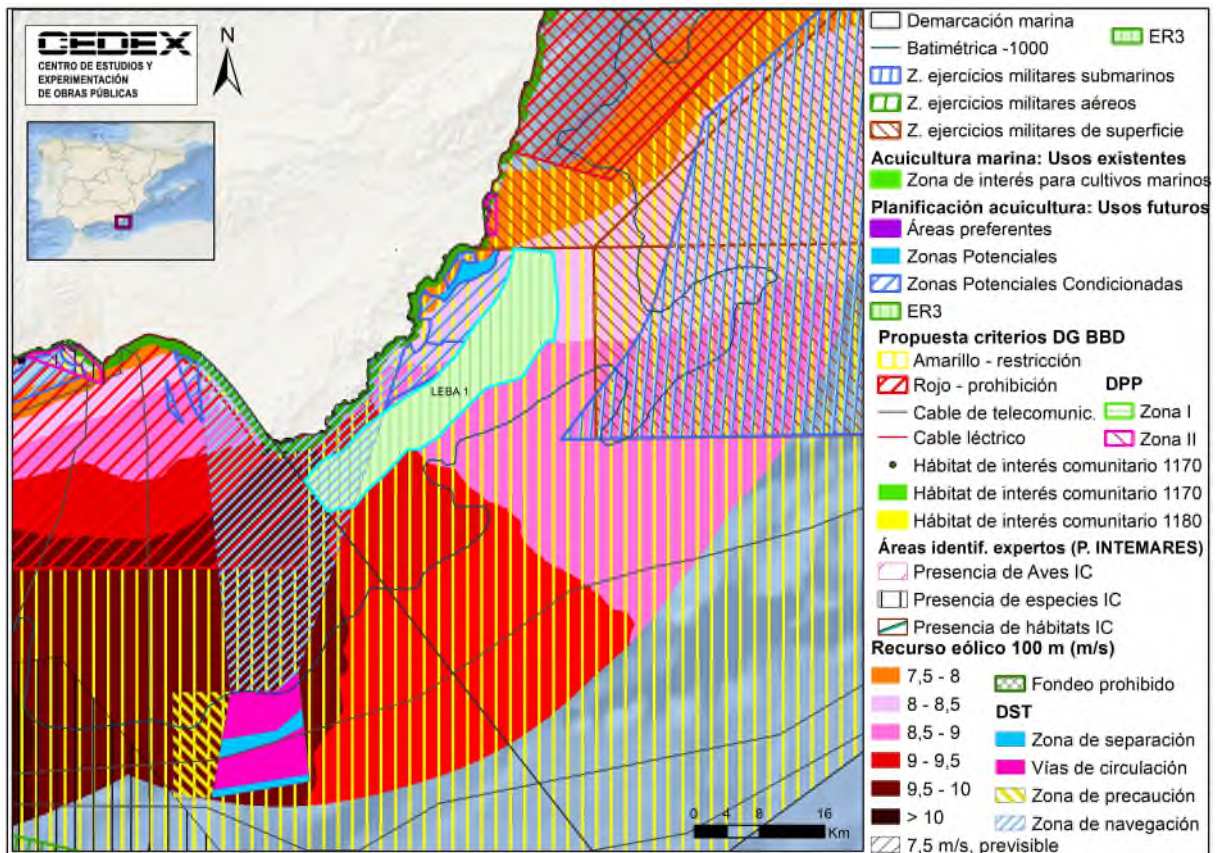 CEDEX
CENTRO DE ESTUDIOS Y
EXPERIMENTACIÓN
DE OBRAS PÚBLICAS
N
LEBA 1
0 4 8 16
Km
Demarcación marina
ER3
Batimétrica -1000
Z. ejercicios militares submarinos
Z. ejercicios militares aéreos
Z. ejercicios militares de superficie
Acuicultura marina: Usos existentes
Zona de interés para cultivos marinos
Planificación acuicultura: Usos futuros
Áreas preferentes
Zonas Potenciales
Zonas Potenciales Condicionadas
ER3
Propuesta criterios DG BBD
Amarillo - restricción
Rojo - prohibición
DPP
Cable de telecomunic.
Zona I
Cable léctrico
Zona II
Hábitat de interés comunitario 1170
Hábitat de interés comunitario 1170
Hábitat de interés comunitario 1180
Áreas identif. expertos (P. INTEMARES)
Presencia de Aves IC
Presencia de especies IC
Presencia de hábitats IC
Recurso eólico 100 m (m/s)
7,5 - 8
Fondeo prohibido
8 - 8,5
DST
8,5 - 9
Zona de separación
9 - 9,5
Vías de circulación
9,5 - 10
Zona de precaución
> 10
Zona de navegación
7,5 m/s, previsible